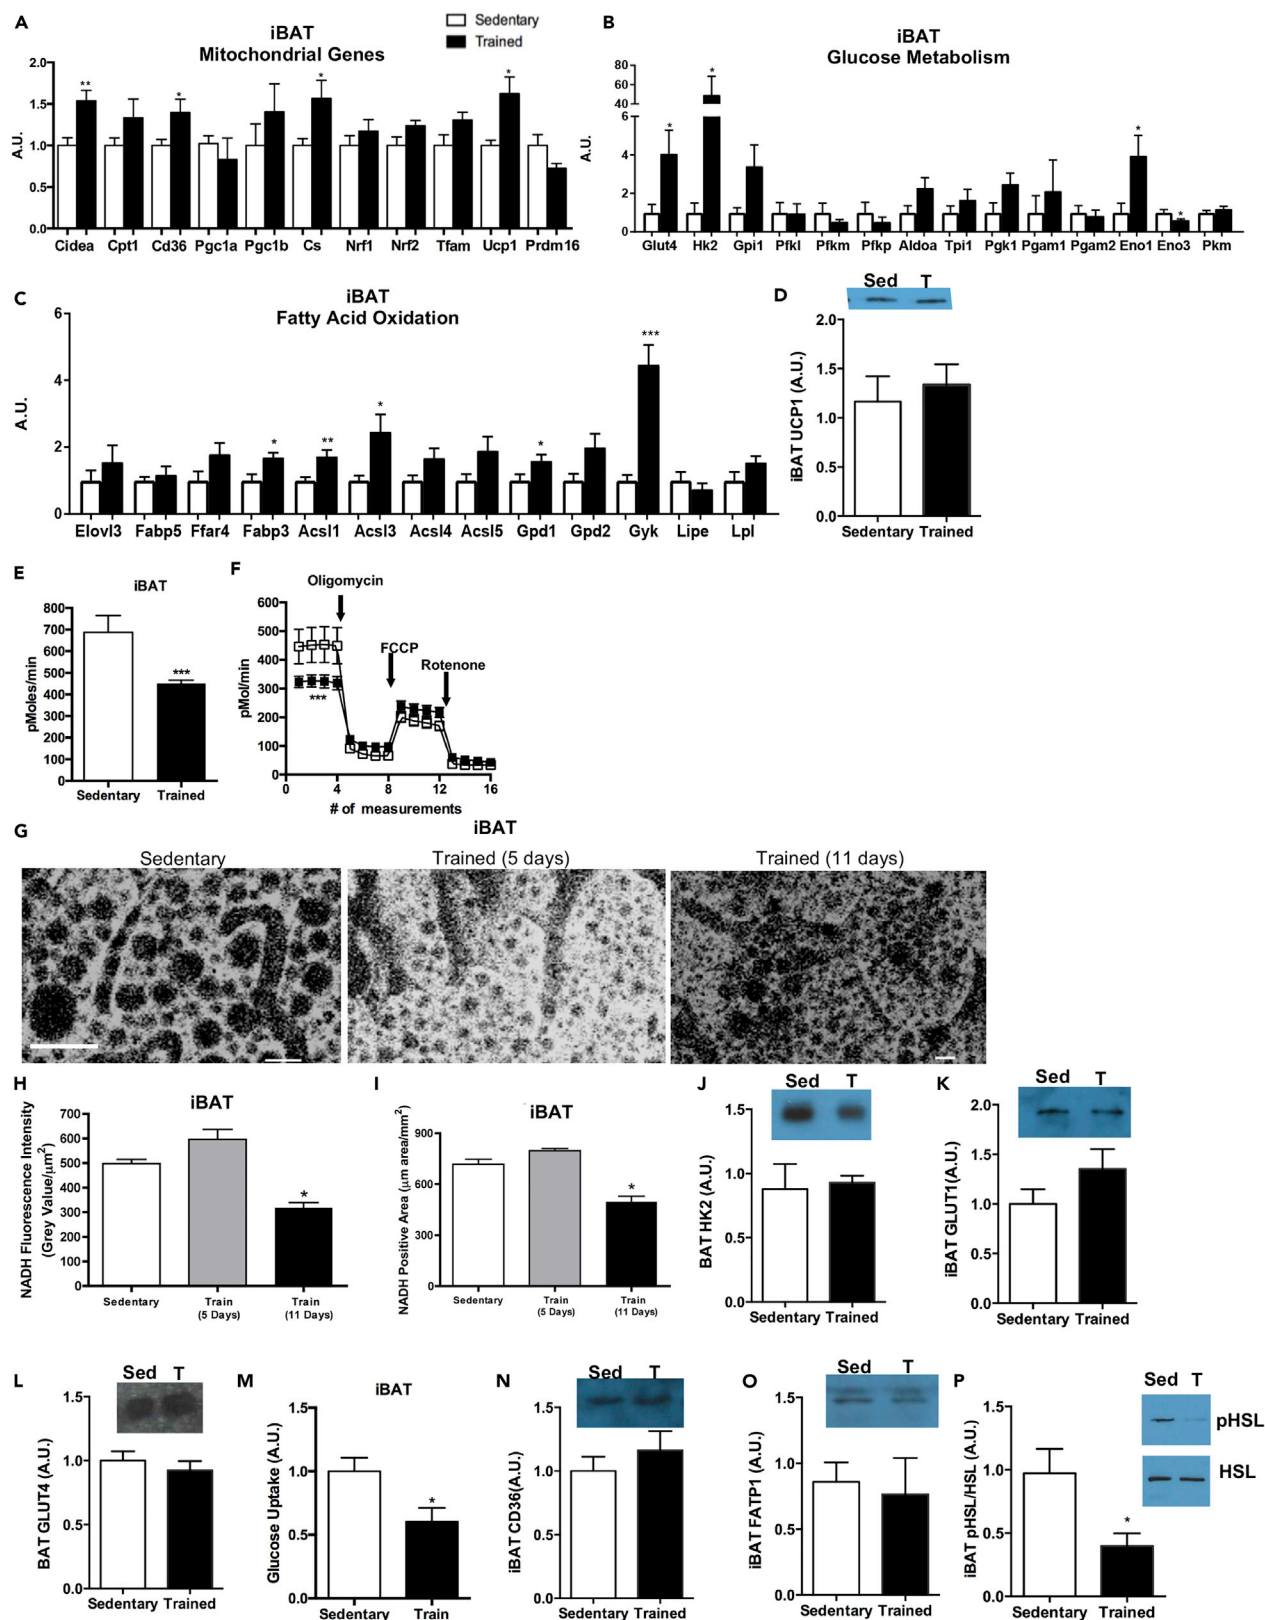 A
iBAT
Mitochondrial Genes
Sedentary
Trained
A.U.
2.0
1.5
1.0
0.5
0.0
** * * *
Cidea Cpt1 Cd36 Pgc1a Pgc1b Cs Nrf1 Nrf2 Tfam Ucp1 Prdm16
B
iBAT
Glucose Metabolism
A.U.
80
60
40
6
4
2
0
* * * *
Glut4 Hk2 Gpi1 Pfkl Pfkm Pfkp Aldoa Tpi1 Pgk1 Pgam1 Pgam2 Eno1 Eno3 Pkm
C
iBAT
Fatty Acid Oxidation
A.U.
6
4
2
0
* ** * * ***
Elovl3 Fabp5 Ffar4 Fabp3 Acsl1 Acsl3 Acsl4 Acsl5 Gpd1 Gpd2 Gyk Lipe Lpl
D
Sed T
iBAT UCP1 (A.U.)
2.0
1.5
1.0
0.5
0.0
Sedentary Trained
E
iBAT
pMoles/min
800
700
600
500
400
300
200
100
0
***
Sedentary Trained
F
Oligomycin
FCCP
Rotenone
pMol/min
600
500
400
300
200
100
0
***
0 4 8 12 16
# of measurements
G
iBAT
Sedentary Trained (5 days) Trained (11 days)
H
iBAT
NADH Fluorescence Intensity
(Grey Value/µm²)
700
600
500
400
300
200
100
0
*
Sedentary Train Train
(5 Days) (11 Days)
I
iBAT
NADH Positive Area (µm area/mm²)
900
600
300
0
*
Sedentary Train Train
(5 Days) (11 Days)
J
Sed T
BAT HK2 (A.U.)
1.5
1.0
0.5
0.0
Sedentary Trained
K
Sed T
iBAT GLUT1(A.U.)
2.0
1.5
1.0
0.5
0.0
Sedentary Trained
L
Sed T
BAT GLUT4 (A.U.)
1.5
1.0
0.5
0.0
Sedentary Trained
M
iBAT
Glucose Uptake (A.U.)
1.5
1.0
0.5
0.0
*
Sedentary Train
N
Sed T
iBAT CD36(A.U.)
1.5
1.0
0.5
0.0
Sedentary Trained
O
Sed T
iBAT FATP1 (A.U.)
1.5
1.0
0.5
0.0
Sedentary Trained
P
Sed T
pHSL
HSL
iBAT pHSL/HSL (A.U.)
1.5
1.0
0.5
0.0
*
Sedentary Trained